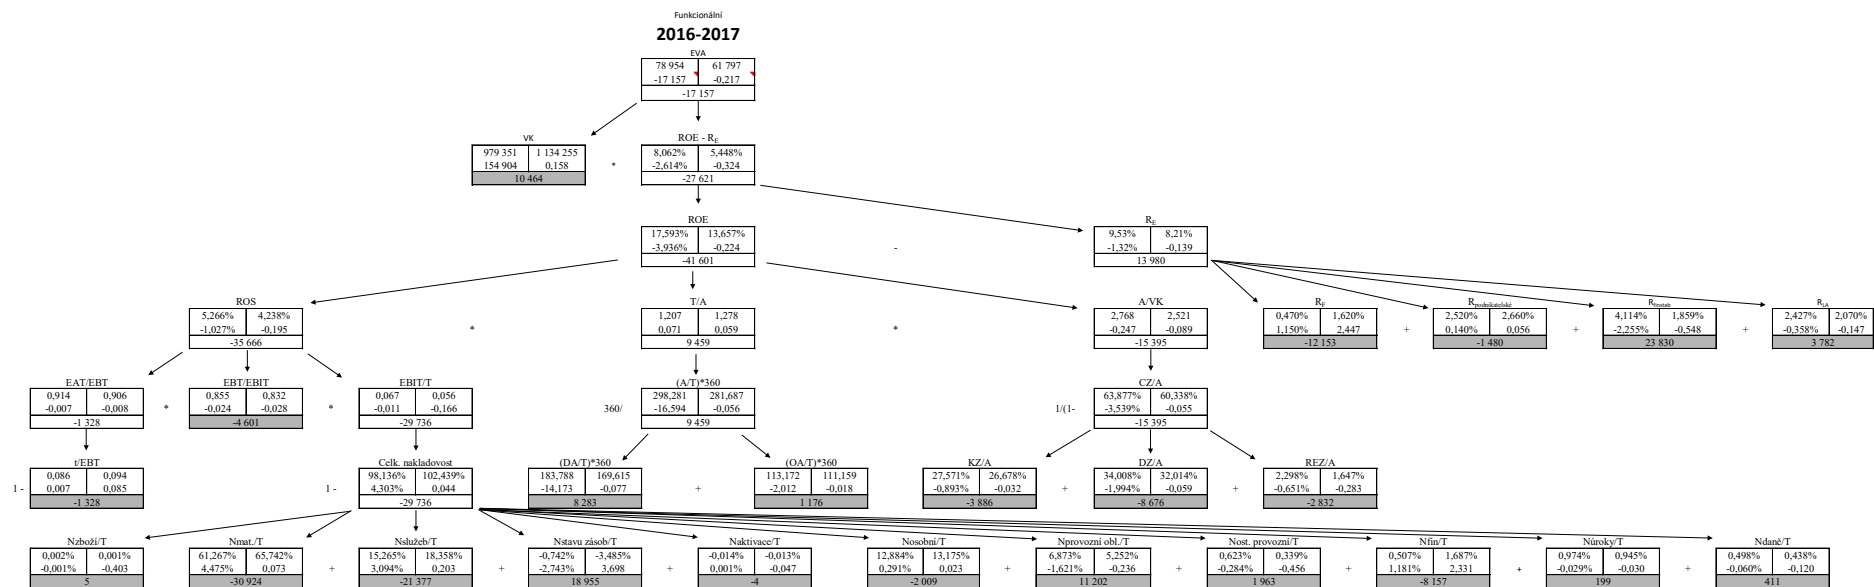 Funkcionální
2016-2017
EVA
78 954 61 797
-17 157 -0,217
-17 157
VK ROE - RE
979 351 1 134 255 8,062% 5,448%
154 904 0,158 * -2,614% -0,324
10 464 -27 621
ROE RE
17,593% 13,657% 9,53% 8,21%
-3,936% -0,224 - -1,32% -0,139
-41 601 13 980
ROS T/A A/VK RF Rpodnikatelské Rfinstab RLA
5,266% 4,238% 1,207 1,278 2,768 2,521 0,470% 1,620% 2,520% 2,660% 4,114% 1,859% 2,427% 2,070%
-1,027% -0,195 * 0,071 0,059 * -0,247 -0,089 1,150% 2,447 + 0,140% 0,056 + -2,255% -0,548 + -0,358% -0,147
-35 666 9 459 -15 395 -12 153 -1 480 23 830 3 782
EAT/EBT EBT/EBIT EBIT/T (A/T)*360 CZ/A
0,914 0,906 0,855 0,832 0,067 0,056 298,281 281,687 63,877% 60,338%
-0,007 -0,008 * -0,024 -0,028 * -0,011 -0,166 360/ -16,594 -0,056 1/(1- -3,539% -0,055
-1 328 -4 601 -29 736 9 459 -15 395
t/EBT Celk. nakladovost (DA/T)*360 (OA/T)*360 KZ/A DZ/A REZ/A
0,086 0,094 98,136% 102,439% 183,788 169,615 113,172 111,159 27,571% 26,678% 34,008% 32,014% 2,298% 1,647%
1 - 0,007 0,085 1 - 4,303% 0,044 -14,173 -0,077 + -2,012 -0,018 -0,893% -0,032 + -1,994% -0,059 + -0,651% -0,283
-1 328 -29 736 8 283 1 176 -3 886 -8 676 -2 832
Nzboží/T Nmat./T Nslužeb/T Nstavu zásob/T Naktivace/T Nosobní/T Nprovozní obl./T Nost. provozní/T Nfin/T Núroky/T Ndaně/T
0,002% 0,001% 61,267% 65,742% 15,265% 18,358% -0,742% -3,485% -0,014% -0,013% 12,884% 13,175% 6,873% 5,252% 0,623% 0,339% 0,507% 1,687% 0,974% 0,945% 0,498% 0,438%
-0,001% -0,403 4,475% 0,073 + 3,094% 0,203 + -2,743% 3,698 + 0,001% -0,047 0,291% 0,023 + -1,621% -0,236 + -0,284% -0,456 + 1,181% 2,331 + -0,029% -0,030 + -0,060% -0,120
5 -30 924 -21 377 18 955 -4 -2 009 11 202 1 963 -8 157 199 411